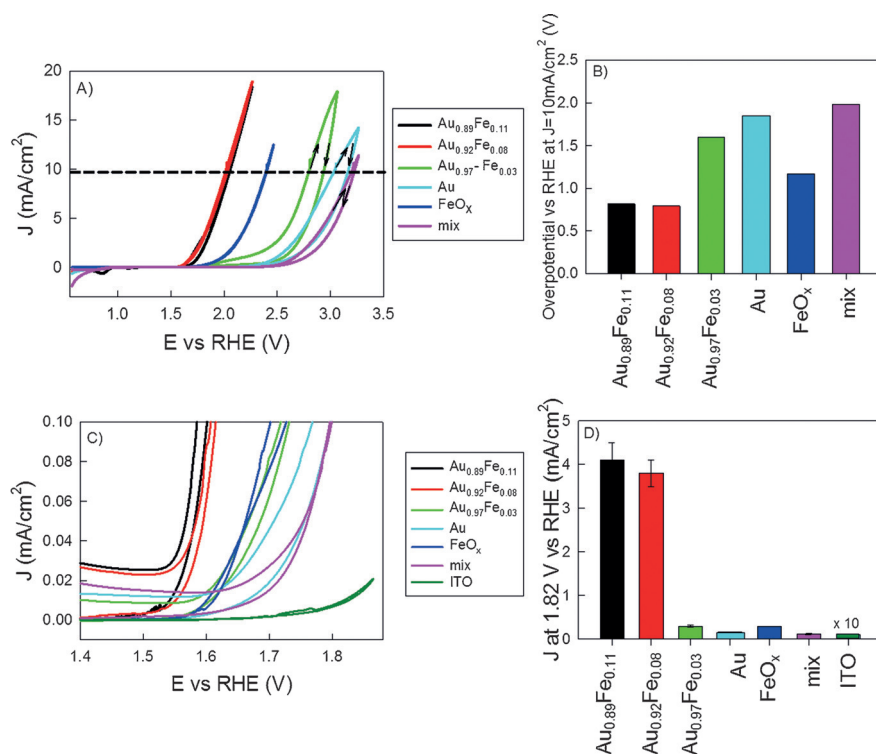 A)
J (mA/cm²)
20
15
10
5
0
1.0 1.5 2.0 2.5 3.0 3.5
E vs RHE (V)
Au₀.₈₉Fe₀.₁₁
Au₀.₉₂Fe₀.₀₈
Au₀.₉₇-Fe₀.₀₃
Au
FeOₓ
mix
B)
Overpotential vs RHE at J=10mA/cm² (V)
2.5
2.0
1.5
1.0
0.5
0.0
Au₀.₈₉Fe₀.₁₁
Au₀.₉₂Fe₀.₀₈
Au₀.₉₇Fe₀.₀₃
Au
FeOₓ
mix
C)
J (mA/cm²)
0.10
0.08
0.06
0.04
0.02
0.00
1.4 1.5 1.6 1.7 1.8
E vs RHE (V)
Au₀.₈₉Fe₀.₁₁
Au₀.₉₂Fe₀.₀₈
Au₀.₉₇Fe₀.₀₃
Au
FeOₓ
mix
ITO
D)
J at 1.82 V vs RHE (mA/cm²)
5
4
3
2
1
0
x 10
Au₀.₈₉Fe₀.₁₁
Au₀.₉₂Fe₀.₀₈
Au₀.₉₇Fe₀.₀₃
Au
FeOₓ
mix
ITO